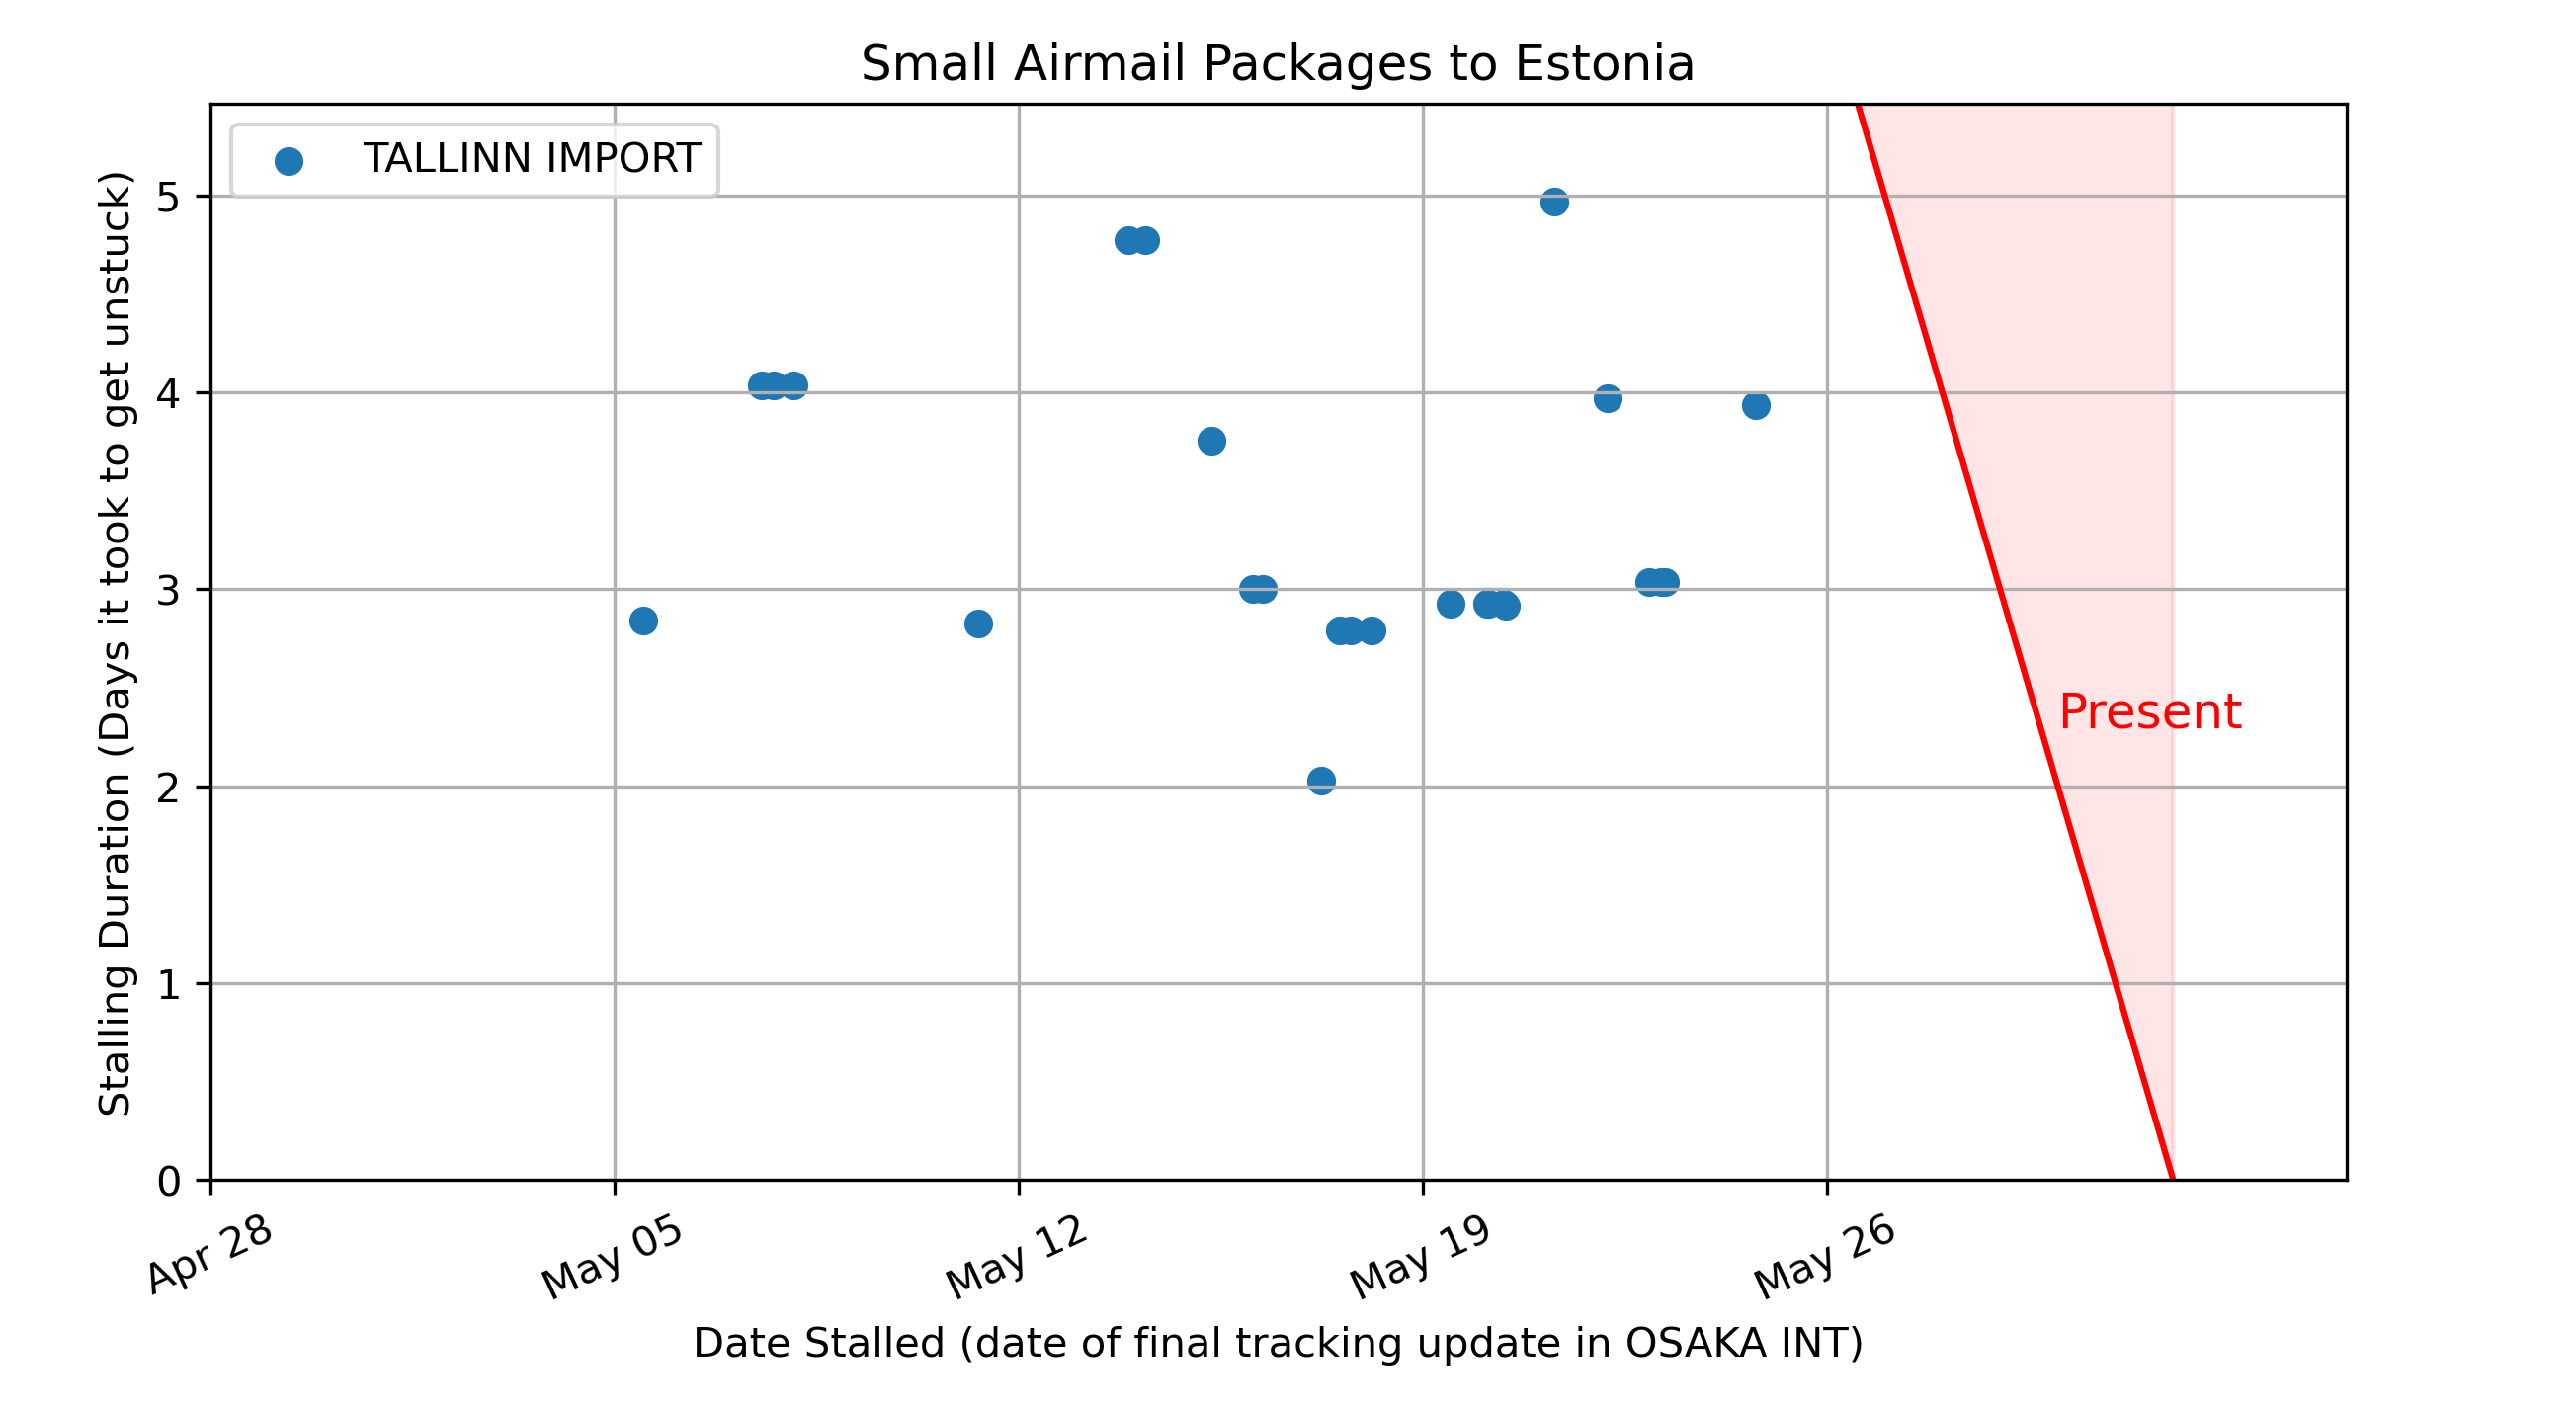 Small Airmail Packages to Estonia
TALLINN IMPORT
Stalling Duration (Days it took to get unstuck)
5
4
3
2
1
0
Present
Apr 28
May 05
May 12
May 19
May 26
Date Stalled (date of final tracking update in OSAKA INT)